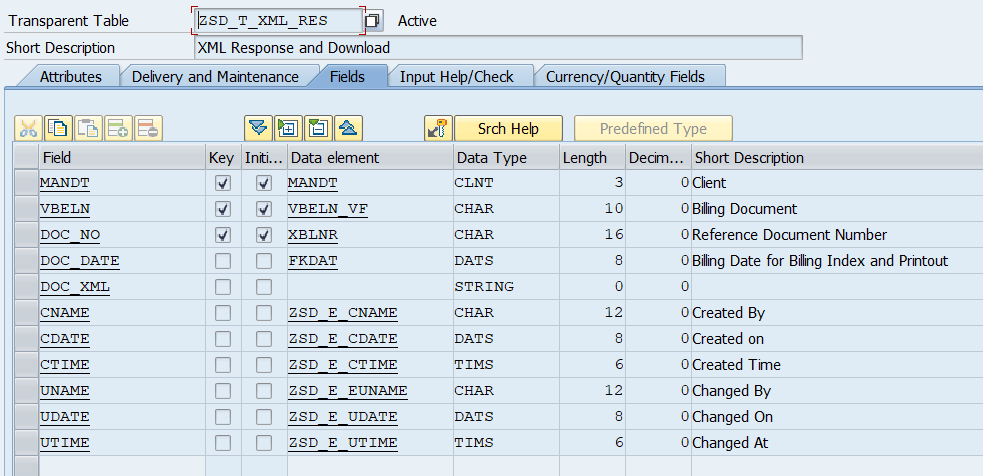 Transparent Table ZSD_T_XML_RES Active
Short Description XML Response and Download
Attributes Delivery and Maintenance Fields Input Help/Check Currency/Quantity Fields
Srch Help Predefined Type
Field Key Initi... Data element Data Type Length Decim... Short Description
MANDT MANDT CLNT 3 0 Client
VBELN VBELN_VF CHAR 10 0 Billing Document
DOC_NO XBLNR CHAR 16 0 Reference Document Number
DOC_DATE FKDAT DATS 8 0 Billing Date for Billing Index and Printout
DOC_XML STRING 0 0
CNAME ZSD_E_CNAME CHAR 12 0 Created By
CDATE ZSD_E_CDATE DATS 8 0 Created on
CTIME ZSD_E_CTIME TIMS 6 0 Created Time
UNAME ZSD_E_EUNAME CHAR 12 0 Changed By
UDATE ZSD_E_UDATE DATS 8 0 Changed On
UTIME ZSD_E_UTIME TIMS 6 0 Changed At